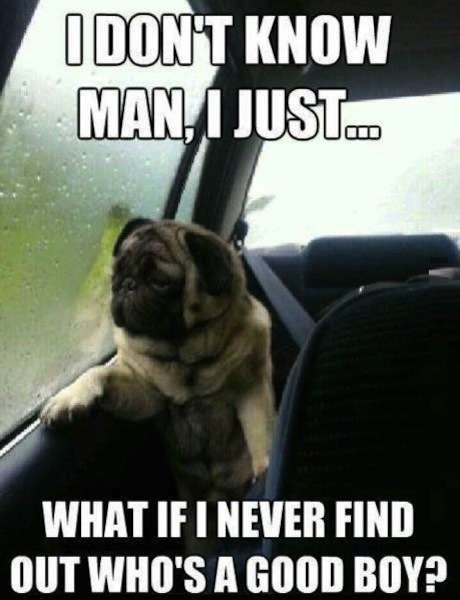 I DON'T KNOW
MAN, I JUST...
WHAT IF I NEVER FIND
OUT WHO'S A GOOD BOY?